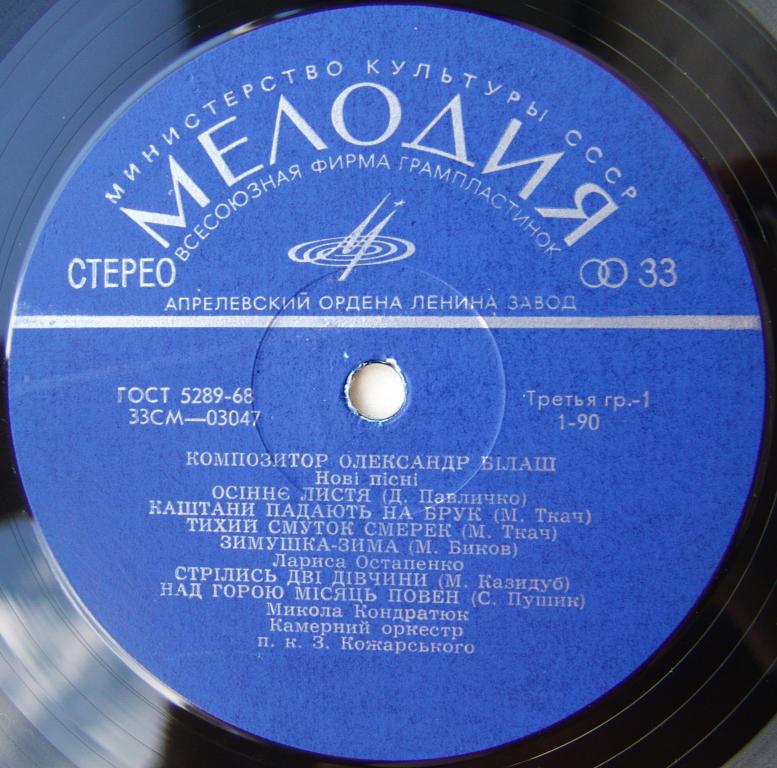 МИНИСТЕРСТВО КУЛЬТУРЫ СССР
МЕЛОДИЯ
ВСЕСОЮЗНАЯ ФИРМА ГРАМПЛАСТИНОК
СТЕРЕО
33
АПРЕЛЕВСКИЙ ОРДЕНА ЛЕНИНА ЗАВОД
ГОСТ 5289-68
33СМ—03047
Третья гр.-1
1-90
КОМПОЗИТОР ОЛЕКСАНДР БІЛАШ
Нові пісні
ОСІННЄ ЛИСТЯ (Д. Павличко)
КАШТАНИ ПАДАЮТЬ НА БРУК (М. Ткач)
ТИХИЙ СМУТОК СМЕРЕК (М. Ткач)
ЗИМУШКА-ЗИМА (М. Биков)
Лариса Остапенко
СТРІЛИСЬ ДВІ ДІВЧИНИ (М. Казидуб)
НАД ГОРОЮ МІСЯЦЬ ПОВЕН (С. Пушик)
Микола Кондратюк
Камерний оркестр
п. к. З. Кожарського